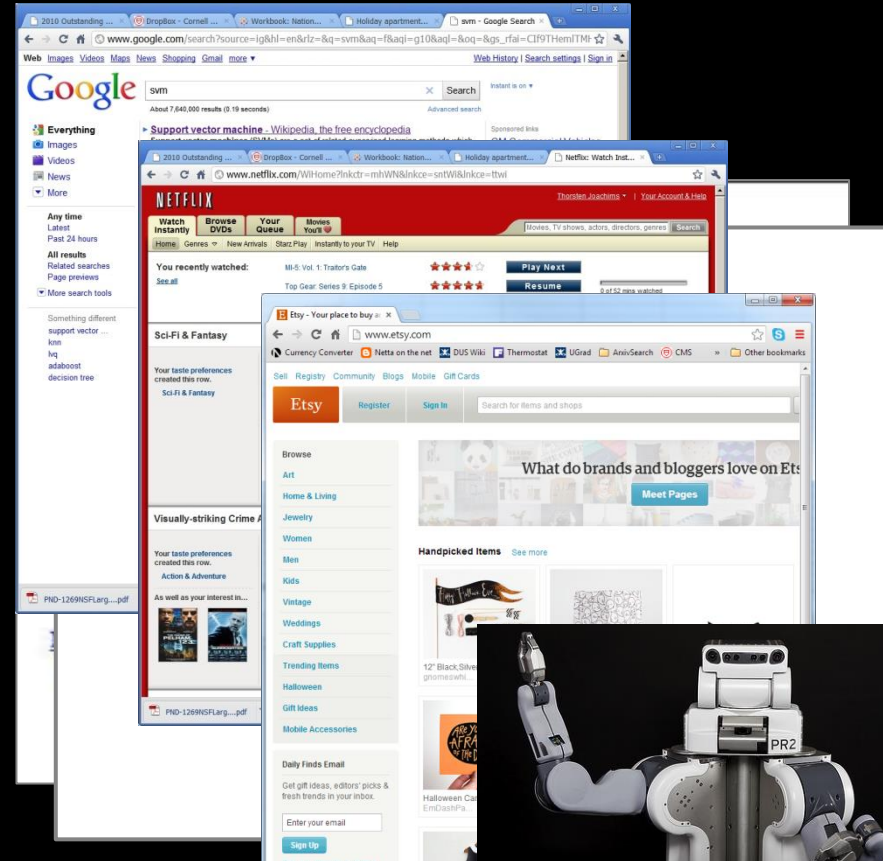 2010 Outstanding ...
DropBox - Cornell ...
Workbook: Nation...
Holiday apartment...
svm - Google Search
www.google.com/search?source=ig&hl=en&rlz=&q=svm&aq=f&aqi=g10&aql=&oq=&gs_rfai=
Web Images Videos Maps News Shopping Gmail more
Web History | Search settings | Sign in
Google
svm
Search
Instant is on
About 7,640,000 results (0.19 seconds)
Advanced search
Everything
Images
Videos
News
More
Any time
Latest
Past 24 hours
All results
Related searches
Page previews
More search tools
Something different
support vector ...
knn
lvq
adaboost
decision tree
Support vector machine - Wikipedia, the free encyclopedia
Sponsored links
PND-1269NSFLarg....pdf
2010 Outstanding ...
DropBox - Cornell ...
Workbook: Nation...
Holiday apartment...
Netflix: Watch Inst...
www.netflix.com/WiHome?lnkctr=mhWN&lnkce=sntWi&lnkce=ttwi
NETFLIX
Thorsten Joachims | Your Account & Help
Watch Instantly
Browse DVDs
Your Queue
Movies You'll
Movies, TV shows, actors, directors, genres
Search
Home Genres New Arrivals Starz Play Instantly to your TV Help
You recently watched:
See all
MI-5: Vol. 1: Traitor's Gate
Play Next
Top Gear: Series 9: Episode 5
Resume
0 of 52 mins watched
Sci-Fi & Fantasy
Your taste preferences
created this row.
Sci-Fi & Fantasy
Visually-striking Crime
Your taste preferences
created this row.
Action & Adventure
As well as your interest in...
PELHAM
123
PND-1269NSFLarg....pdf
Etsy - Your place to buy a
www.etsy.com
Currency Converter
Netta on the net
DUS Wiki
Thermostat
UGrad
ArxivSearch
CMS
»
Other bookmarks
Sell Registry Community Blogs Mobile Gift Cards
Etsy
Register
Sign In
Search for items and shops
Browse
Art
Home & Living
Jewelry
Women
Men
Kids
Vintage
Weddings
Craft Supplies
Trending Items
Halloween
Gift Ideas
Mobile Accessories
Daily Finds Email
Get gift ideas, editors' picks &
fresh trends in your inbox.
Enter your email
Sign Up
What do brands and bloggers love on Ets
Meet Pages
Handpicked Items See more
12" Black,Silve
gnomeswhi...
Halloween Car
EmDashPa...
PR2